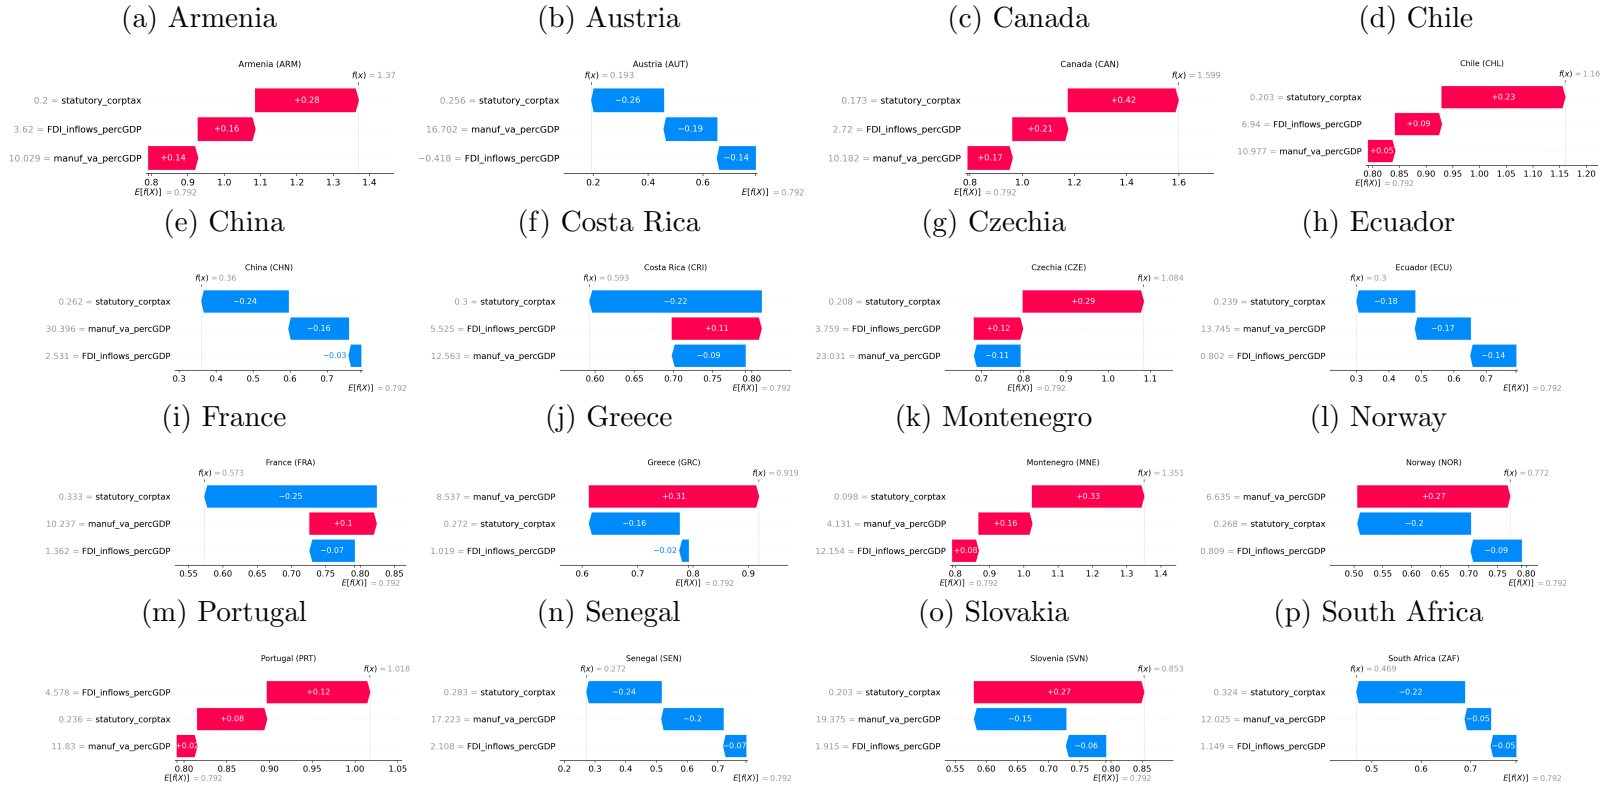 (a) Armenia
Armenia (ARM)
f(x) = 1.37
0.2 = statutory_corptax
+0.28
3.62 = FDI_inflows_percGDP
+0.16
10.029 = manuf_va_percGDP
+0.14
0.8 0.9 1.0 1.1 1.2 1.3 1.4
E[f(X)] = 0.792
(b) Austria
Austria (AUT)
f(x) = 0.193
0.256 = statutory_corptax
−0.26
16.702 = manuf_va_percGDP
−0.19
−0.418 = FDI_inflows_percGDP
−0.14
0.2 0.4 0.6
E[f(X)] = 0.792
(c) Canada
Canada (CAN)
f(x) = 1.599
0.173 = statutory_corptax
+0.42
2.72 = FDI_inflows_percGDP
+0.21
10.182 = manuf_va_percGDP
+0.17
0.8 1.0 1.2 1.4 1.6
E[f(X)] = 0.792
(d) Chile
Chile (CHL)
f(x) = 1.16
0.203 = statutory_corptax
+0.23
6.94 = FDI_inflows_percGDP
+0.09
10.977 = manuf_va_percGDP
+0.05
0.80 0.85 0.90 0.95 1.00 1.05 1.10 1.15 1.20
E[f(X)] = 0.792
(e) China
China (CHN)
f(x) = 0.36
0.262 = statutory_corptax
−0.24
30.396 = manuf_va_percGDP
−0.16
2.531 = FDI_inflows_percGDP
−0.03
0.3 0.4 0.5 0.6 0.7
E[f(X)] = 0.792
(f) Costa Rica
Costa Rica (CRI)
f(x) = 0.593
0.3 = statutory_corptax
−0.22
5.525 = FDI_inflows_percGDP
+0.11
12.563 = manuf_va_percGDP
−0.09
0.60 0.65 0.70 0.75 0.80
E[f(X)] = 0.792
(g) Czechia
Czechia (CZE)
f(x) = 1.084
0.208 = statutory_corptax
+0.29
3.759 = FDI_inflows_percGDP
+0.12
23.031 = manuf_va_percGDP
−0.11
0.7 0.8 0.9 1.0 1.1
E[f(X)] = 0.792
(h) Ecuador
Ecuador (ECU)
f(x) = 0.3
0.239 = statutory_corptax
−0.18
13.745 = manuf_va_percGDP
−0.17
0.802 = FDI_inflows_percGDP
−0.14
0.3 0.4 0.5 0.6 0.7
E[f(X)] = 0.792
(i) France
France (FRA)
f(x) = 0.573
0.333 = statutory_corptax
−0.25
10.237 = manuf_va_percGDP
+0.1
1.362 = FDI_inflows_percGDP
−0.07
0.55 0.60 0.65 0.70 0.75 0.80 0.85
E[f(X)] = 0.792
(j) Greece
Greece (GRC)
f(x) = 0.919
8.537 = manuf_va_percGDP
+0.31
0.272 = statutory_corptax
−0.16
1.019 = FDI_inflows_percGDP
−0.02
0.6 0.7 0.8 0.9
E[f(X)] = 0.792
(k) Montenegro
Montenegro (MNE)
f(x) = 1.351
0.098 = statutory_corptax
+0.33
4.131 = manuf_va_percGDP
+0.16
12.154 = FDI_inflows_percGDP
+0.08
0.8 0.9 1.0 1.1 1.2 1.3 1.4
E[f(X)] = 0.792
(l) Norway
Norway (NOR)
f(x) = 0.772
6.635 = manuf_va_percGDP
+0.27
0.268 = statutory_corptax
−0.2
0.809 = FDI_inflows_percGDP
−0.09
0.50 0.55 0.60 0.65 0.70 0.75 0.80
E[f(X)] = 0.792
(m) Portugal
Portugal (PRT)
f(x) = 1.018
4.578 = FDI_inflows_percGDP
+0.12
0.236 = statutory_corptax
+0.08
11.83 = manuf_va_percGDP
+0.02
0.80 0.85 0.90 0.95 1.00 1.05
E[f(X)] = 0.792
(n) Senegal
Senegal (SEN)
f(x) = 0.272
0.283 = statutory_corptax
−0.24
17.223 = manuf_va_percGDP
−0.2
2.108 = FDI_inflows_percGDP
−0.07
0.2 0.3 0.4 0.5 0.6 0.7
E[f(X)] = 0.792
(o) Slovakia
Slovenia (SVN)
f(x) = 0.853
0.203 = statutory_corptax
+0.27
19.375 = manuf_va_percGDP
−0.15
1.915 = FDI_inflows_percGDP
−0.06
0.55 0.60 0.65 0.70 0.75 0.80 0.85
E[f(X)] = 0.792
(p) South Africa
South Africa (ZAF)
f(x) = 0.469
0.324 = statutory_corptax
−0.22
12.025 = manuf_va_percGDP
−0.05
1.149 = FDI_inflows_percGDP
−0.05
0.5 0.6 0.7
E[f(X)] = 0.792